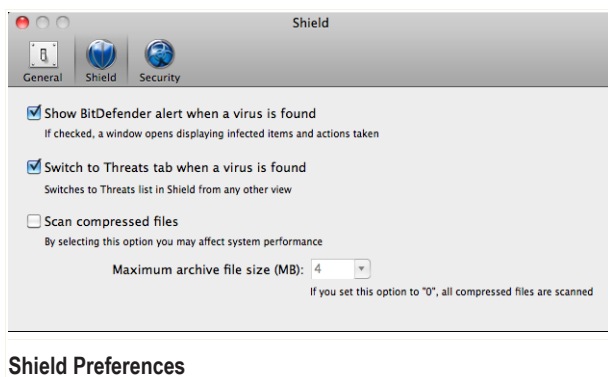 Shield
General Shield Security
Show BitDefender alert when a virus is found
If checked, a window opens displaying infected items and actions taken
Switch to Threats tab when a virus is found
Switches to Threats list in Shield from any other view
Scan compressed files
By selecting this option you may affect system performance
Maximum archive file size (MB): 4
If you set this option to "0", all compressed files are scanned
Shield Preferences